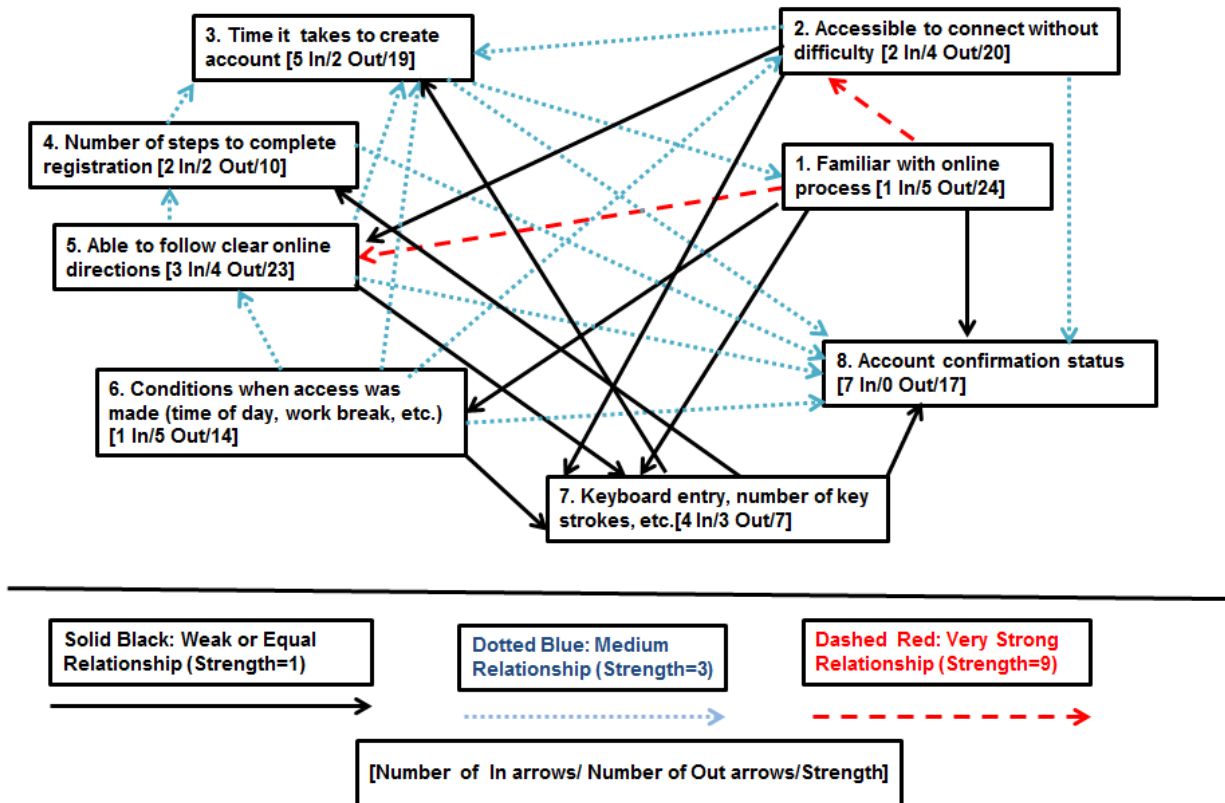 3. Time it takes to create
account [5 In/2 Out/19]
2. Accessible to connect without
difficulty [2 In/4 Out/20]
4. Number of steps to complete
registration [2 In/2 Out/10]
1. Familiar with online
process [1 In/5 Out/24]
5. Able to follow clear online
directions [3 In/4 Out/23]
8. Account confirmation status
[7 In/0 Out/17]
6. Conditions when access was
made (time of day, work break, etc.)
[1 In/5 Out/14]
7. Keyboard entry, number of key
strokes, etc.[4 In/3 Out/7]
Solid Black: Weak or Equal
Relationship (Strength=1)
Dotted Blue: Medium
Relationship (Strength=3)
Dashed Red: Very Strong
Relationship (Strength=9)
[Number of In arrows/ Number of Out arrows/Strength]